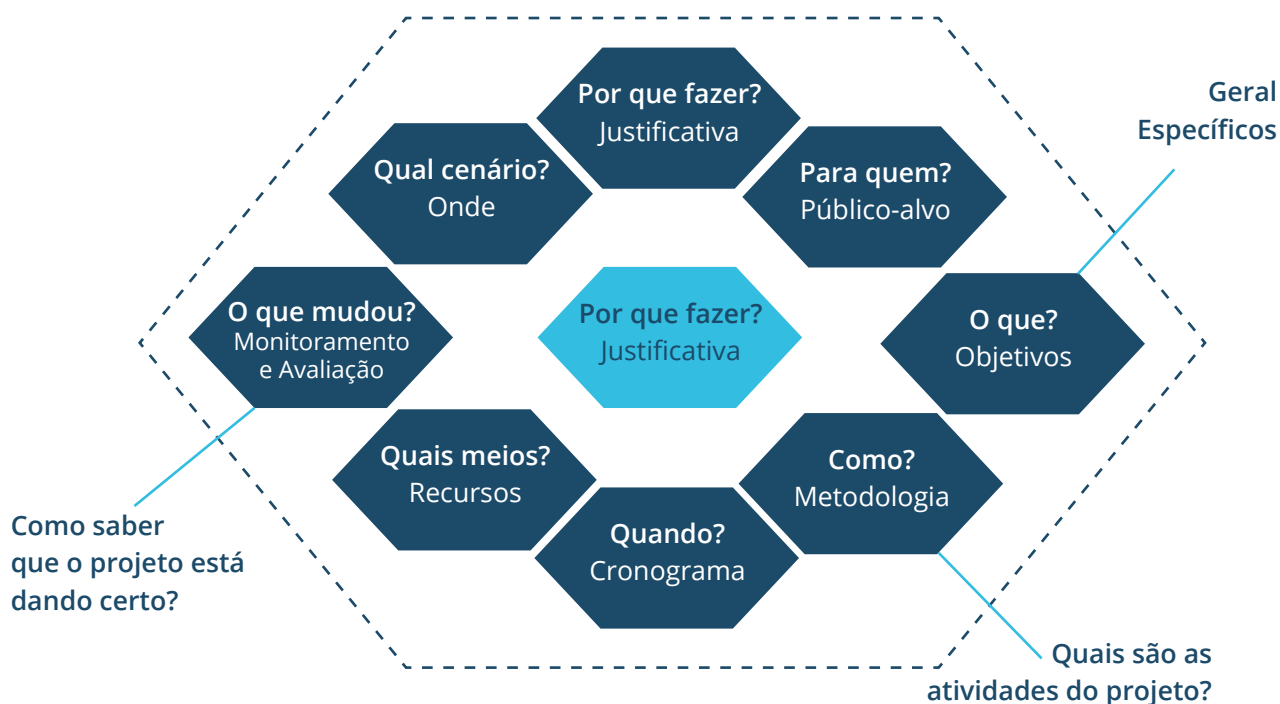 Por que fazer?
Justificativa
Geral
Específicos
Qual cenário?
Onde
Para quem?
Público-alvo
O que mudou?
Monitoramento
e Avaliação
Por que fazer?
Justificativa
O que?
Objetivos
Quais meios?
Recursos
Como?
Metodologia
Quando?
Cronograma
Como saber
que o projeto está
dando certo?
Quais são as
atividades do projeto?